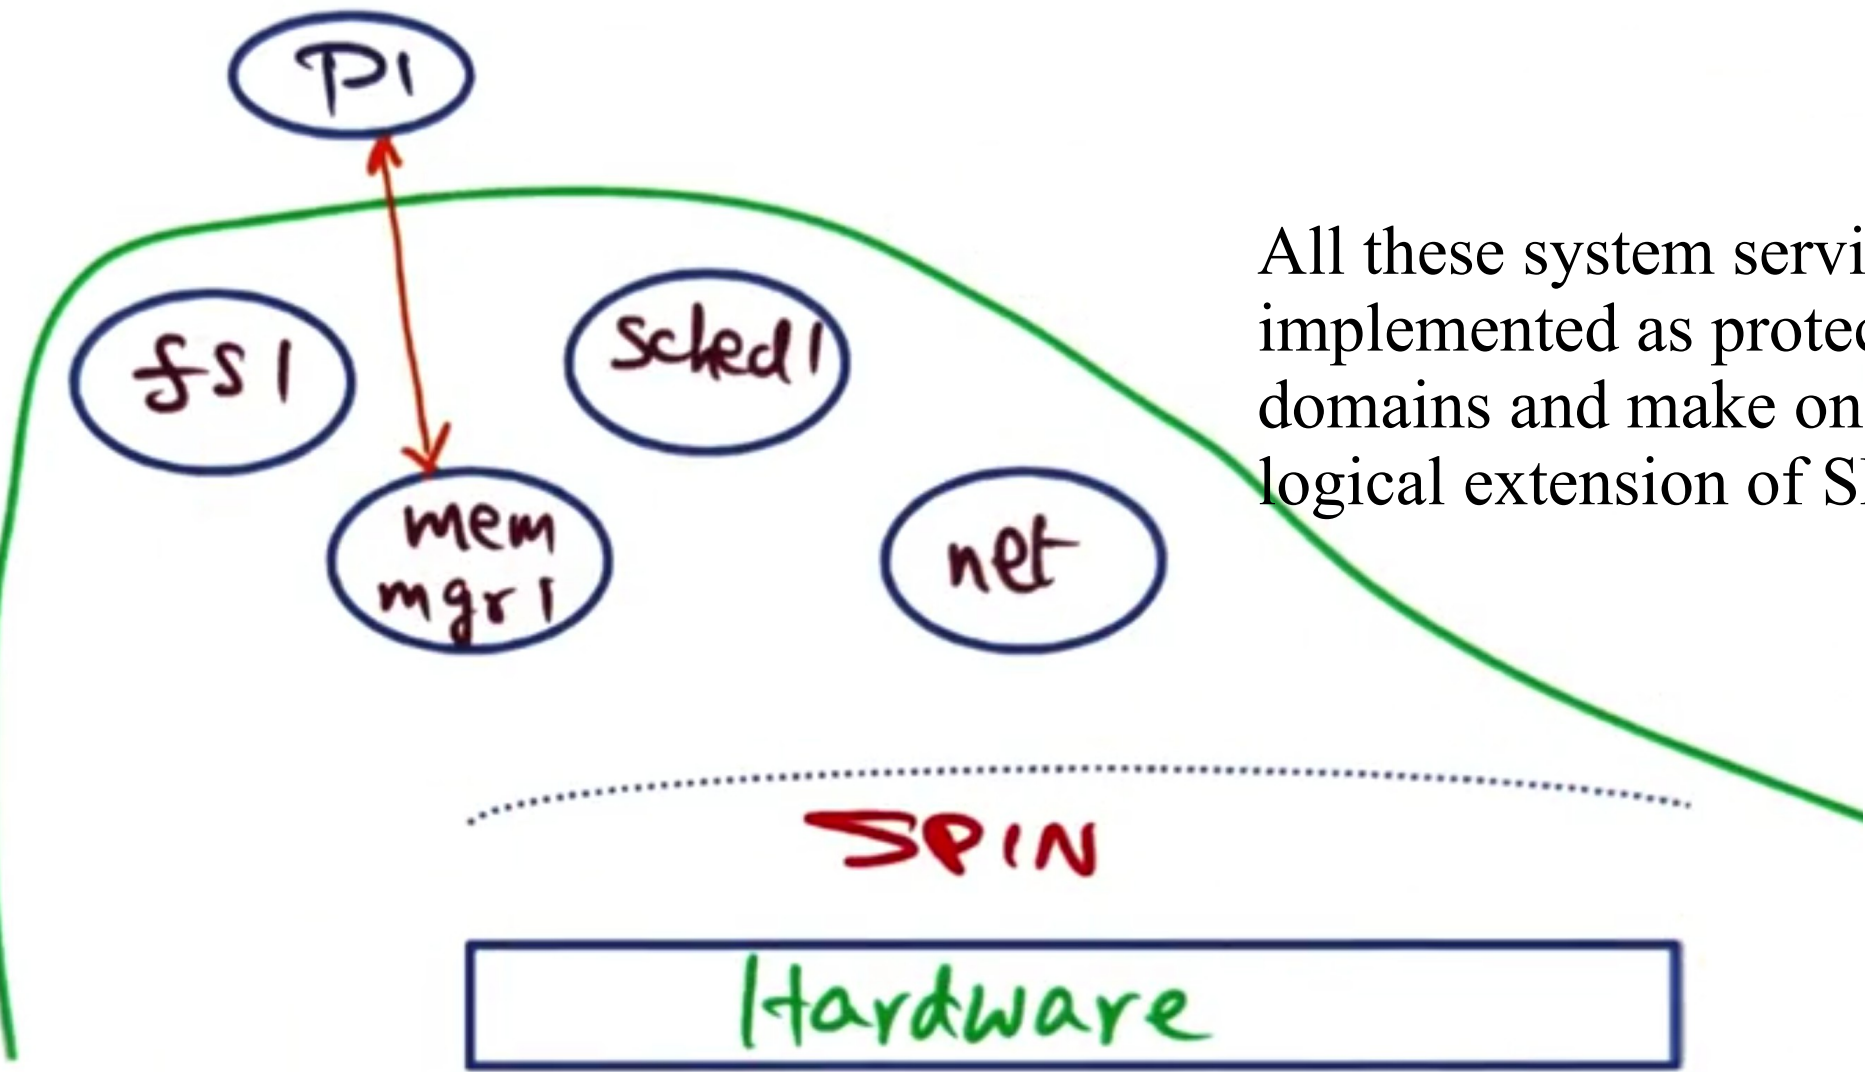 P1
All these system servi
implemented as protec
domains and make on
logical extension of S
fs1
sched1
mem
mgr1
net
SPIN
Hardware